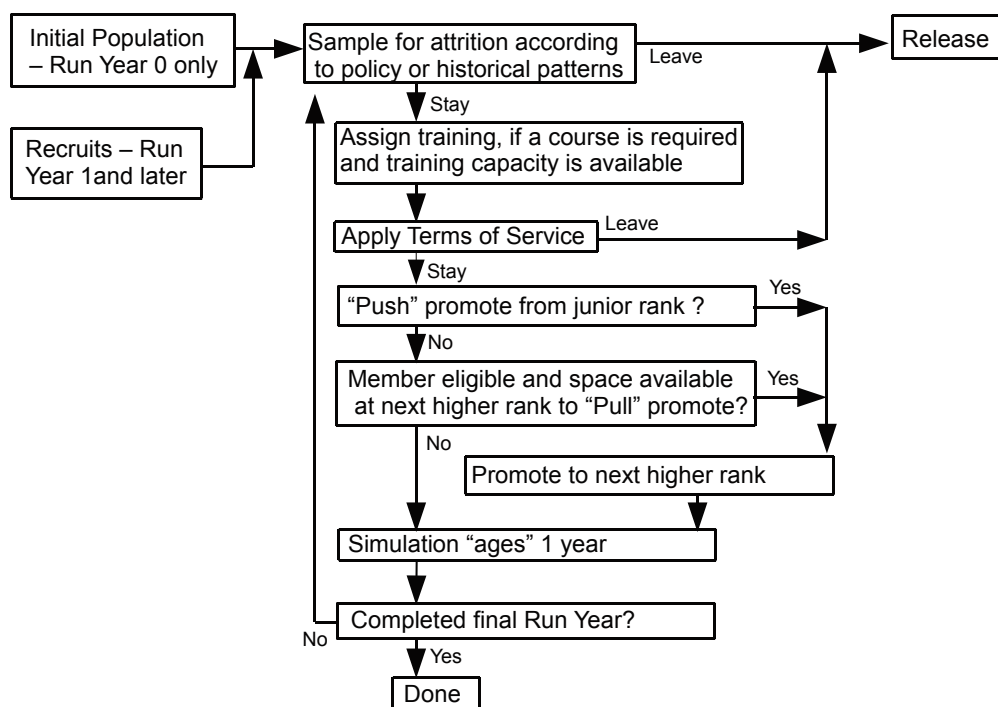 Initial Population
– Run Year 0 only
Sample for attrition according
to policy or historical patterns
Leave
Release
Stay
Recruits – Run
Year 1and later
Assign training, if a course is required
and training capacity is available
Apply Terms of Service
Leave
Stay
“Push” promote from junior rank ?
Yes
No
Member eligible and space available
at next higher rank to “Pull” promote?
Yes
No
Promote to next higher rank
Simulation “ages” 1 year
Completed final Run Year?
No
Yes
Done